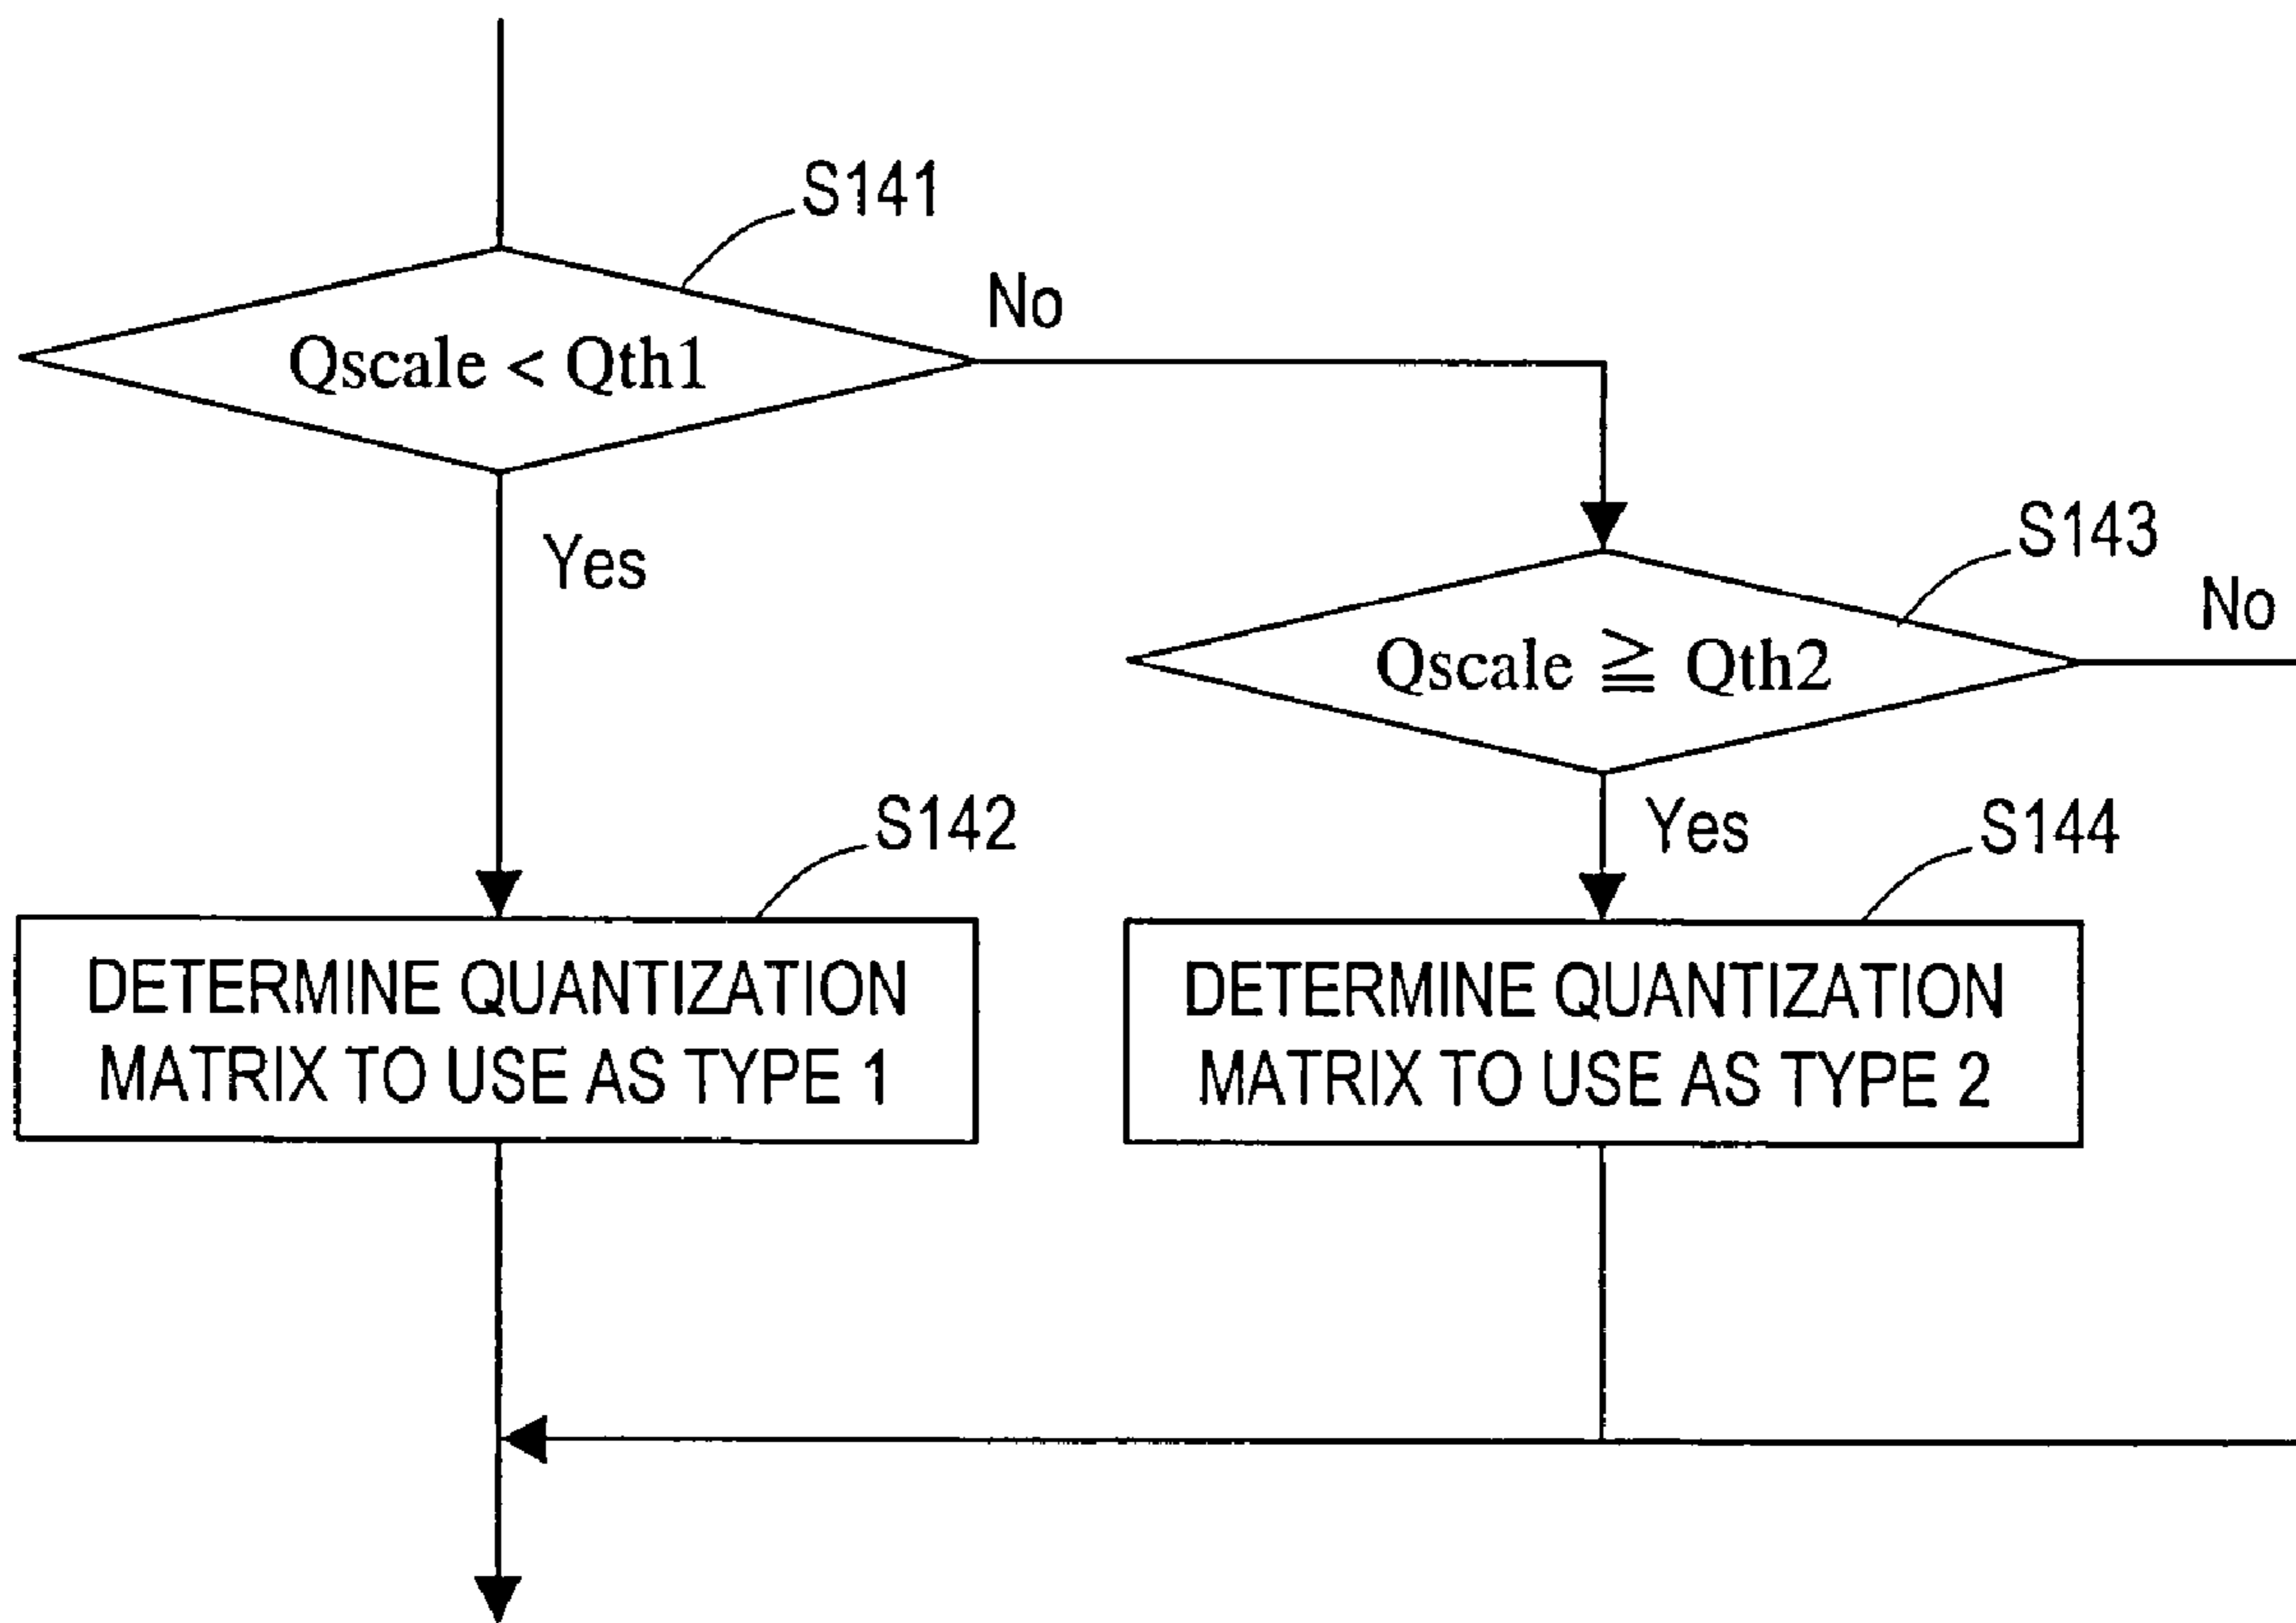 S141
No
Qscale < Qth1
S143
Yes
No
Qscale ≧ Qth2
S142
Yes
S144
DETERMINE QUANTIZATION
MATRIX TO USE AS TYPE 1
DETERMINE QUANTIZATION
MATRIX TO USE AS TYPE 2